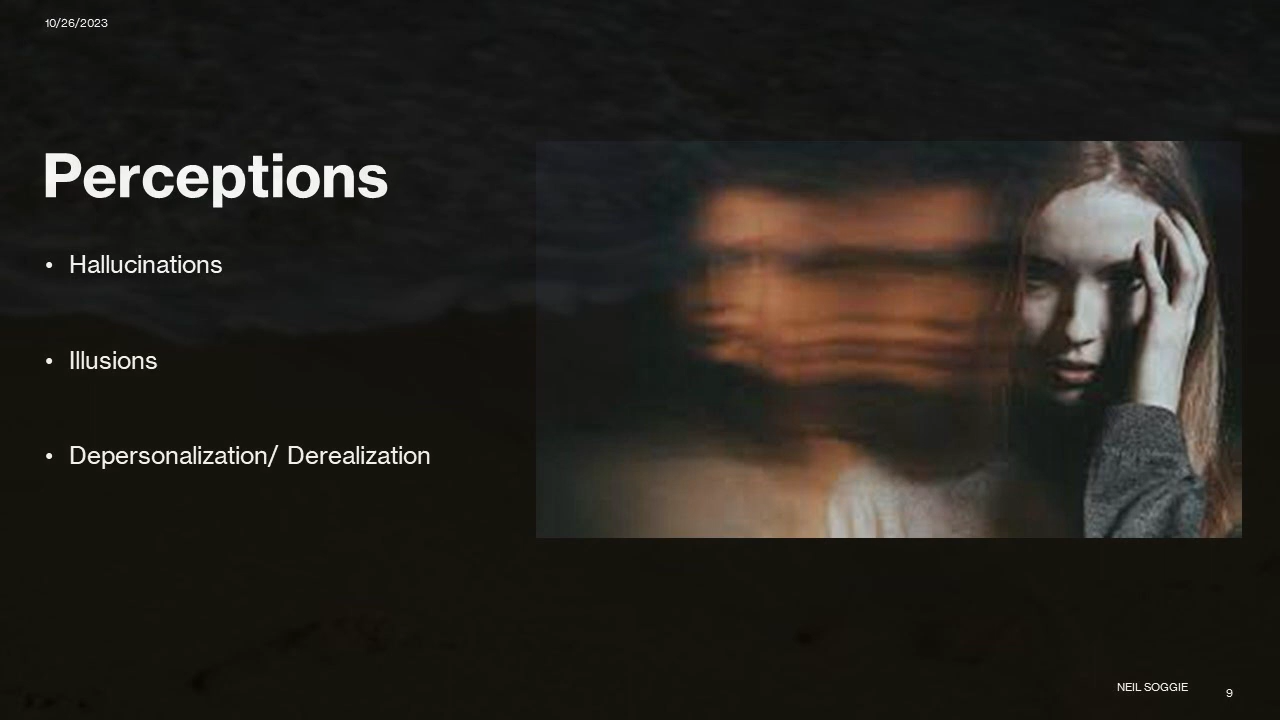 10/26/2023
Perceptions
• Hallucinations
• Illusions
• Depersonalization/ Derealization
NEIL SOGGIE
9